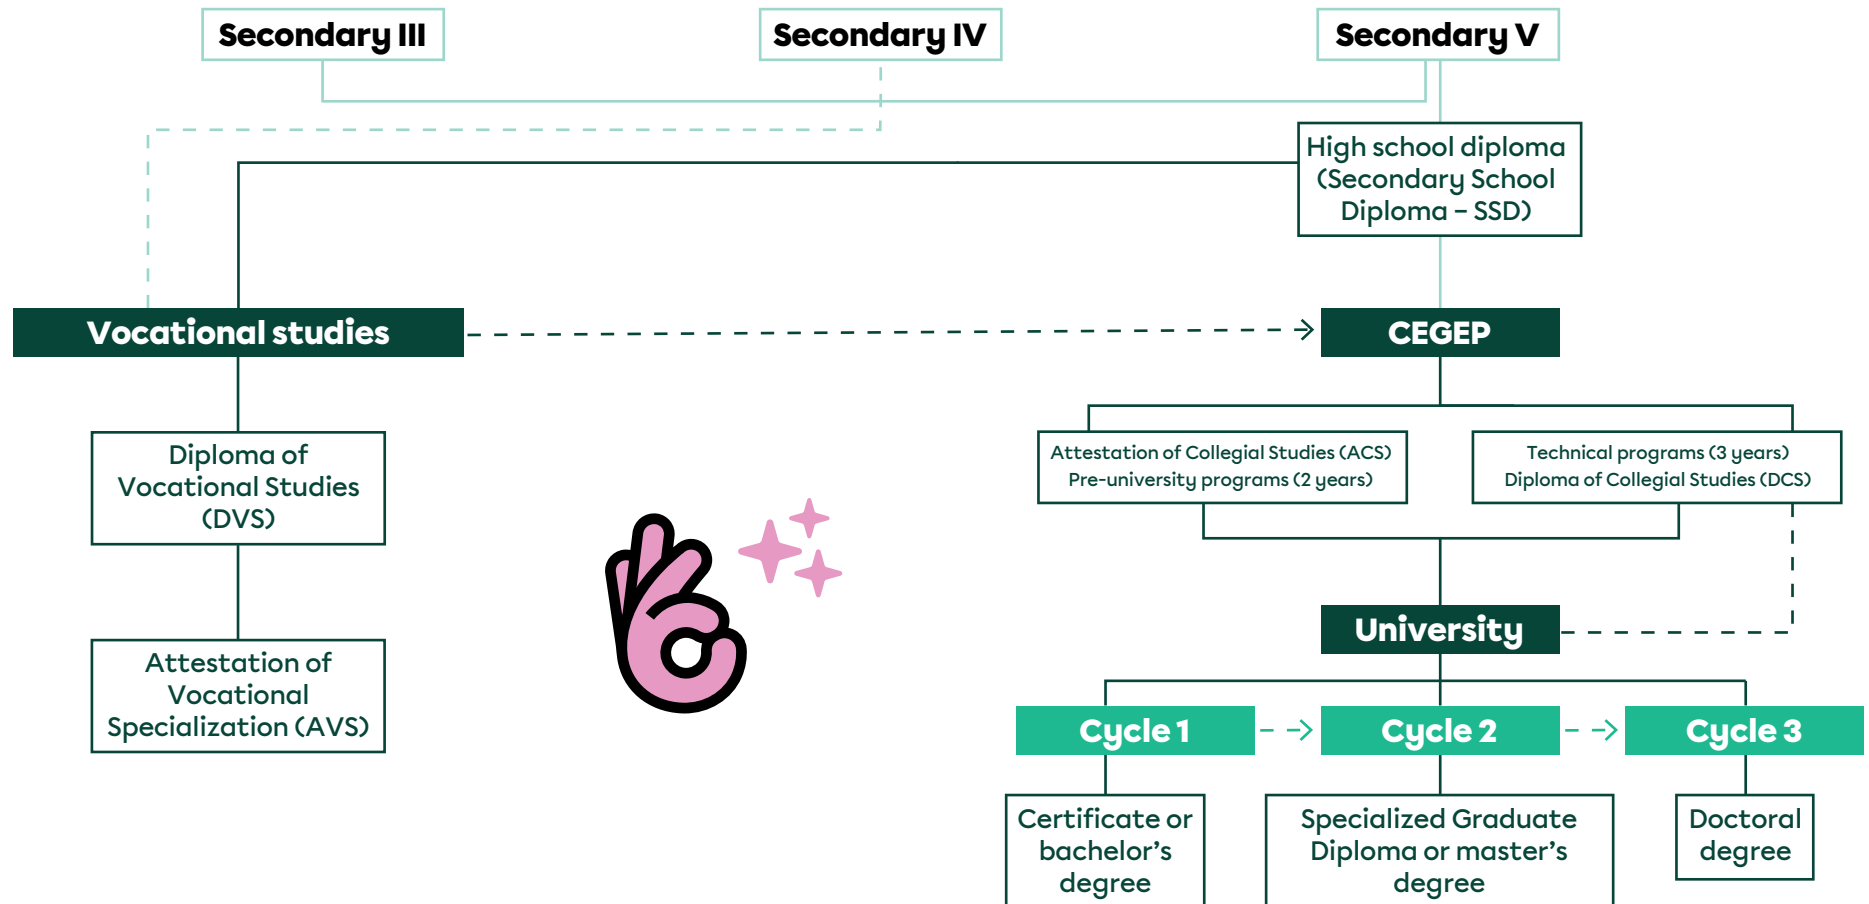 Secondary III
Secondary IV
Secondary V
High school diploma
(Secondary School
Diploma – SSD)
Vocational studies
CEGEP
Diploma of
Vocational Studies
(DVS)
Attestation of Collegial Studies (ACS)
Pre-university programs (2 years)
Technical programs (3 years)
Diploma of Collegial Studies (DCS)
University
Attestation of
Vocational
Specialization (AVS)
Cycle 1
Cycle 2
Cycle 3
Certificate or
bachelor's
degree
Specialized Graduate
Diploma or master's
degree
Doctoral
degree